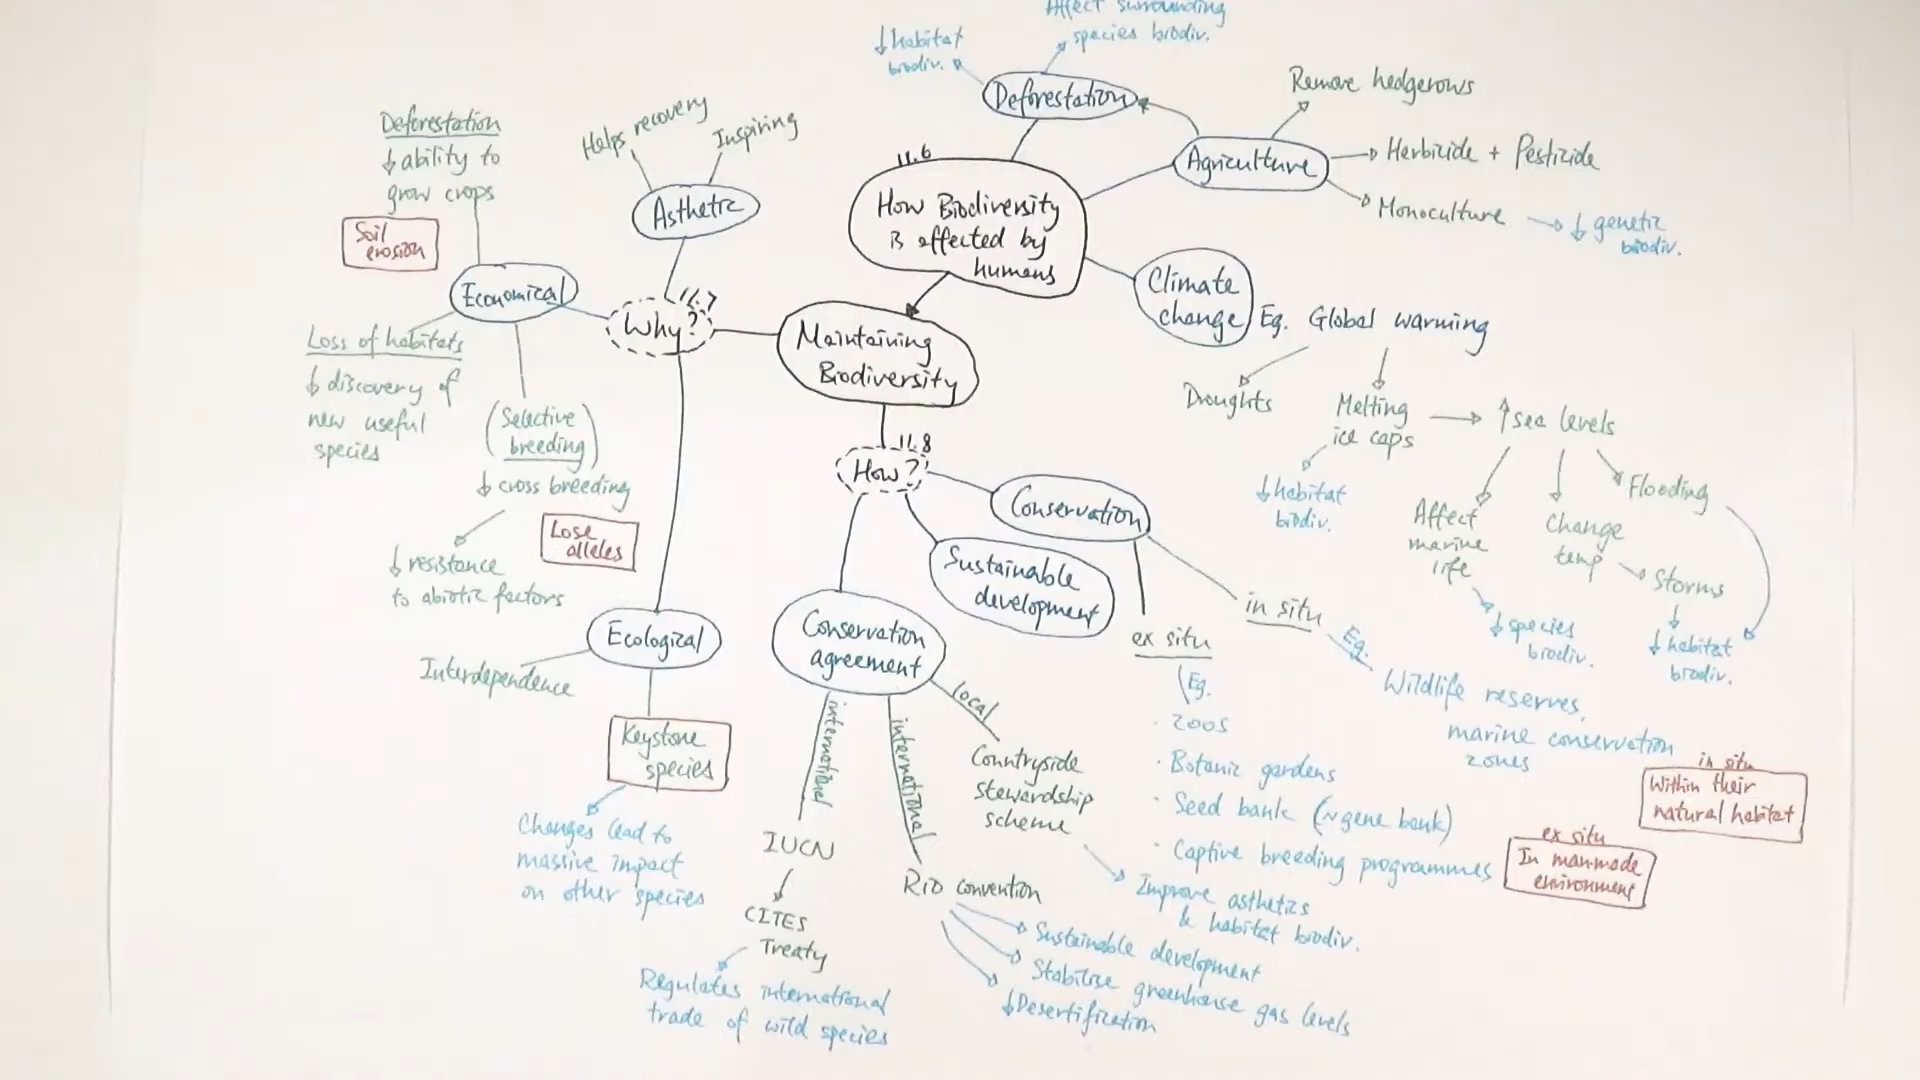 Affect surrounding
species biodiv.
↓ habitat
biodiv.
Deforestation
Remove hedgerows
Agriculture
Herbicide + Pesticide
Monoculture
↓ genetic
biodiv.
11.6
How Biodiversity
is affected by
humans
Climate
change
Eg. Global warming
Droughts
Melting
ice caps
↑ sea levels
↓ habitat
biodiv.
Affect
marine
life
Change
temp
Flooding
Storms
↓ species
biodiv.
↓ habitat
biodiv.
Maintaining
Biodiversity
11.7
Why?
Asthetic
Helps recovery
Inspiring
Economical
Deforestation
↓ ability to
grow crops
Soil
erosion
Loss of habitats
↓ discovery of
new useful
species
(Selective
breeding)
↓ cross breeding
Lose
alleles
↓ resistance
to abiotic factors
Ecological
Interdependence
Keystone
species
Changes lead to
massive impact
on other species
11.8
How?
Conservation
Sustainable
development
Conservation
agreement
in situ
Eg.
Wildlife reserves,
marine conservation
zones
in situ
Within their
natural habitat
ex situ
Eg.
· zoos
· Botanic gardens
· Seed bank (~gene bank)
· Captive breeding programmes
ex situ
In man-made
environment
local
Countryside
stewardship
scheme
Improve asthetics
& habitat biodiv.
international
IUCN
CITES
Treaty
Regulates international
trade of wild species
international
Rio convention
Sustainable development
Stabilise greenhouse gas levels
↓ Desertification